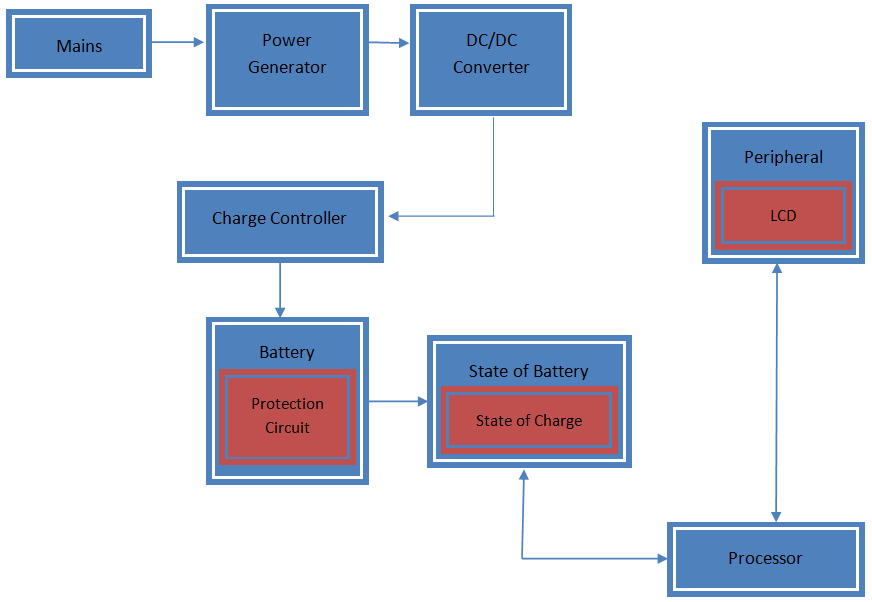 Mains
Power
Generator
DC/DC
Converter
Peripheral
LCD
Charge Controller
Battery
Protection
Circuit
State of Battery
State of Charge
Processor